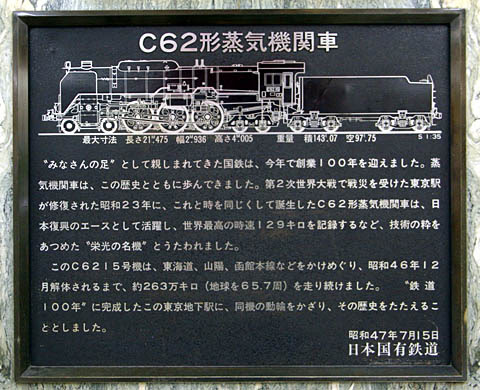 C62形蒸気機関車
最大寸法 長さ21ᵐ475 幅2ᵐ936 高さ4ᵐ005 重量 積143.ᵗ07 空97.ᵗ75 S 1:35
〝みなさんの足〟として親しまれてきた国鉄は、今年で創業100年を迎えました。蒸
気機関車は、この歴史とともに歩んできました。第2次世界大戦で戦災を受けた東京駅
が修復された昭和23年に、これと時を同じくして誕生したC62形蒸気機関車は、日
本復興のエースとして活躍し、世界最高の時速129キロを記録するなど、技術の粋を
あつめた〝栄光の名機〟とうたわれました。
このC6215号機は、東海道、山陽、函館本線などをかけめぐり、昭和46年12
月解体されるまで、約263万キロ(地球を65.7周)を走り続けました。 〝鉄道
100年〟に完成したこの東京地下駅に、同機の動輪をかざり、その歴史をたたえるこ
ととしました。
昭和47年7月15日
日本国有鉄道